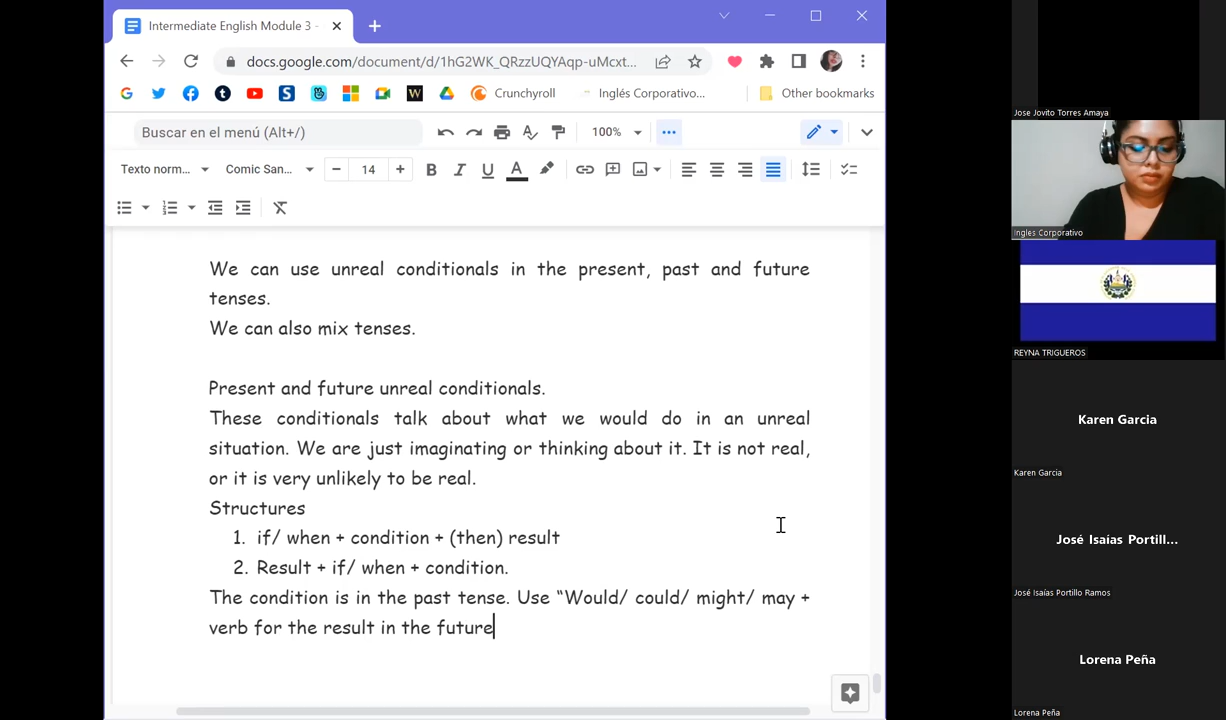 Intermediate English Module 3 -
docs.google.com/document/d/1hG2WK_QRzzUQYAqp-uMcxt...
Crunchyroll
Inglés Corporativo...
Other bookmarks
Buscar en el menú (Alt+/)
100%
Texto norm...
Comic San...
14
We can use unreal conditionals in the present, past and future
tenses.
We can also mix tenses.
Present and future unreal conditionals.
These conditionals talk about what we would do in an unreal
situation. We are just imaginating or thinking about it. It is not real,
or it is very unlikely to be real.
Structures
1. if/ when + condition + (then) result
2. Result + if/ when + condition.
The condition is in the past tense. Use “Would/ could/ might/ may +
verb for the result in the future
Jose Jovito Torres Amaya
Ingles Corporativo
REYNA TRIGUEROS
Karen Garcia
Karen Garcia
José Isaías Portill...
José Isaías Portillo Ramos
Lorena Peña
Lorena Peña